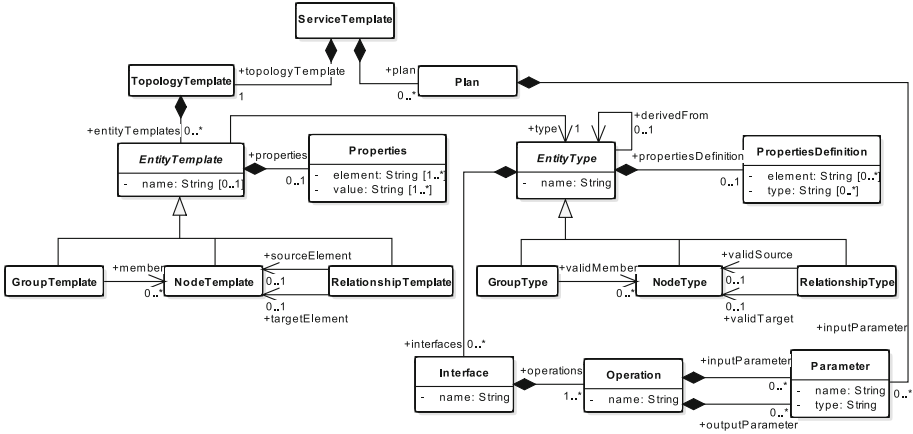 ServiceTemplate
+topologyTemplate
1
+plan
0..*
TopologyTemplate
Plan
+entityTemplates 0..*
+type 1
+derivedFrom
0..1
EntityTemplate
- name: String [0..1]
+properties
0..1
Properties
- element: String [1..*]
- value: String [1..*]
EntityType
- name: String
+propertiesDefinition
0..1
PropertiesDefinition
- element: String [0..*]
- type: String [0..*]
GroupTemplate
+member
0..*
NodeTemplate
+sourceElement
0..1
0..1
+targetElement
RelationshipTemplate
GroupType
+validMember
0..*
NodeType
+validSource
0..1
0..1
+validTarget
RelationshipType
+inputParameter
0..*
+interfaces 0..*
Interface
- name: String
+operations
1..*
Operation
- name: String
+inputParameter
0..*
0..*
+outputParameter
Parameter
- name: String
- type: String